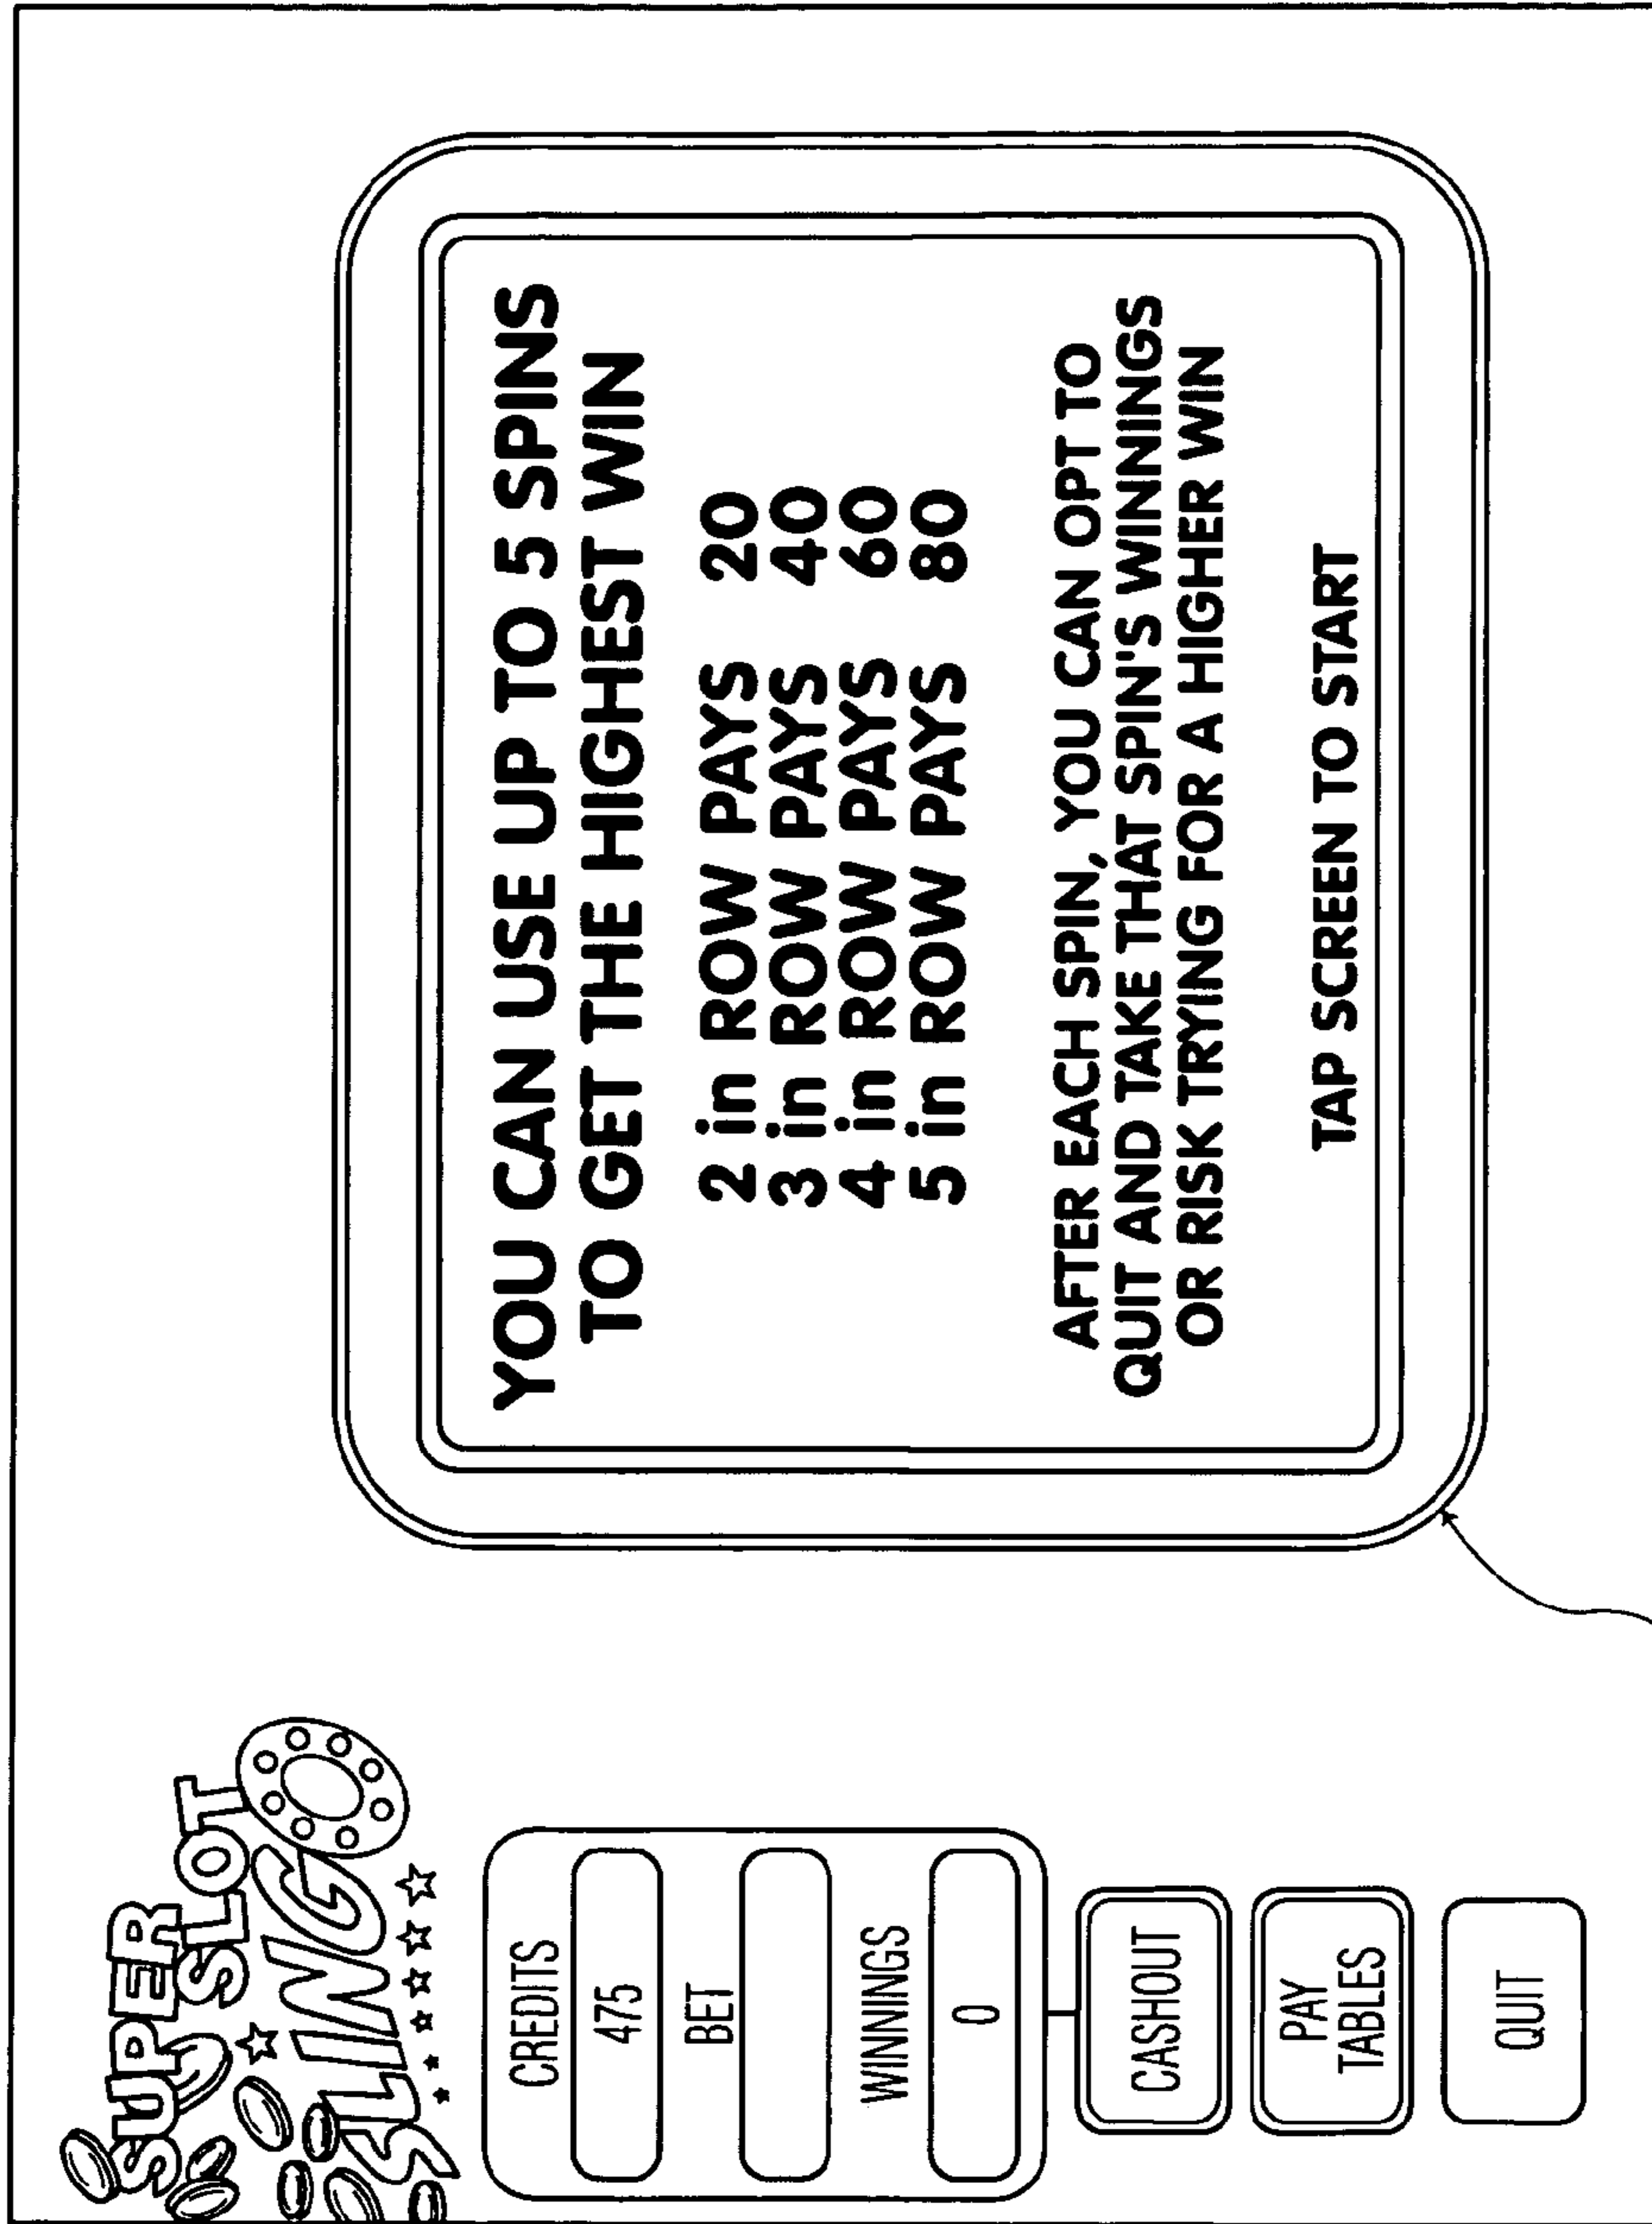 SUPER
SLOT
SLINGO
CREDITS
475
BET
WINNINGS
0
CASHOUT
PAY
TABLES
QUIT
YOU CAN USE UP TO 5 SPINS
TO GET THE HIGHEST WIN
2 in ROW PAYS 20
3 in ROW PAYS 40
4 in ROW PAYS 60
5 in ROW PAYS 80
AFTER EACH SPIN, YOU CAN OPT TO
QUIT AND TAKE THAT SPIN'S WINNINGS
OR RISK TRYING FOR A HIGHER WIN
TAP SCREEN TO START